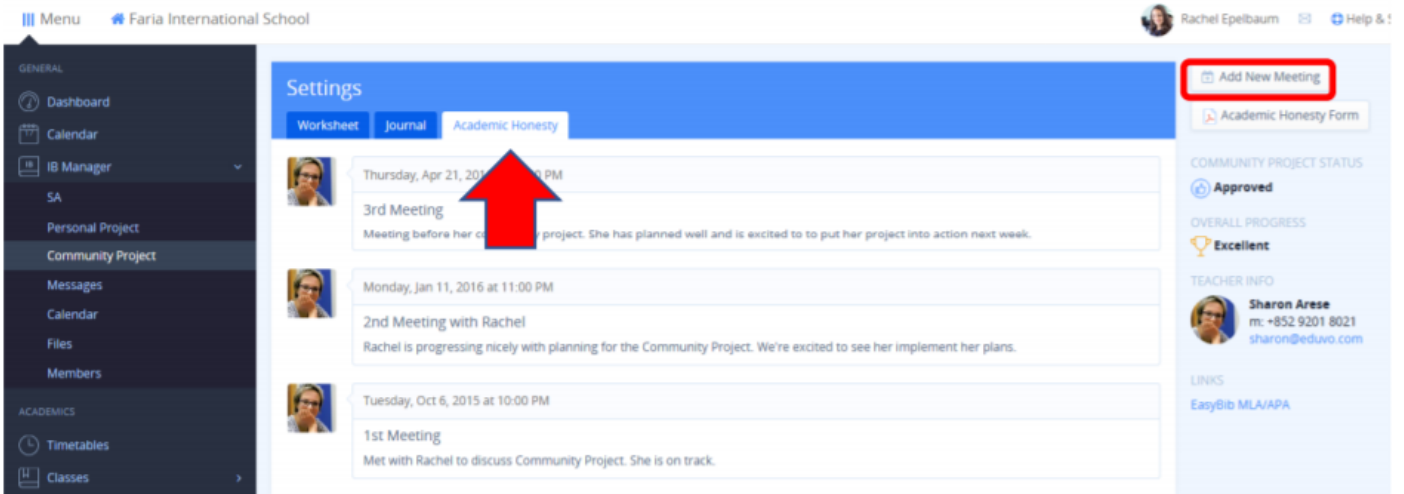 Menu Faria International School
Rachel Epelbaum Help &
GENERAL
Dashboard
Calendar
IB Manager
SA
Personal Project
Community Project
Messages
Calendar
Files
Members
ACADEMICS
Timetables
Classes
Settings
Worksheet Journal Academic Honesty
Thursday, Apr 21, PM
3rd Meeting
Meeting before her project. She has planned well and is excited to to put her project into action next week.
Monday, Jan 11, 2016 at 11:00 PM
2nd Meeting with Rachel
Rachel is progressing nicely with planning for the Community Project. We're excited to see her implement her plans.
Tuesday, Oct 6, 2015 at 10:00 PM
1st Meeting
Met with Rachel to discuss Community Project. She is on track.
Add New Meeting
Academic Honesty Form
COMMUNITY PROJECT STATUS
Approved
OVERALL PROGRESS
Excellent
TEACHER INFO
Sharon Arese
m: +852 9201 8021
sharon@eduvo.com
LINKS
EasyBib MLA/APA